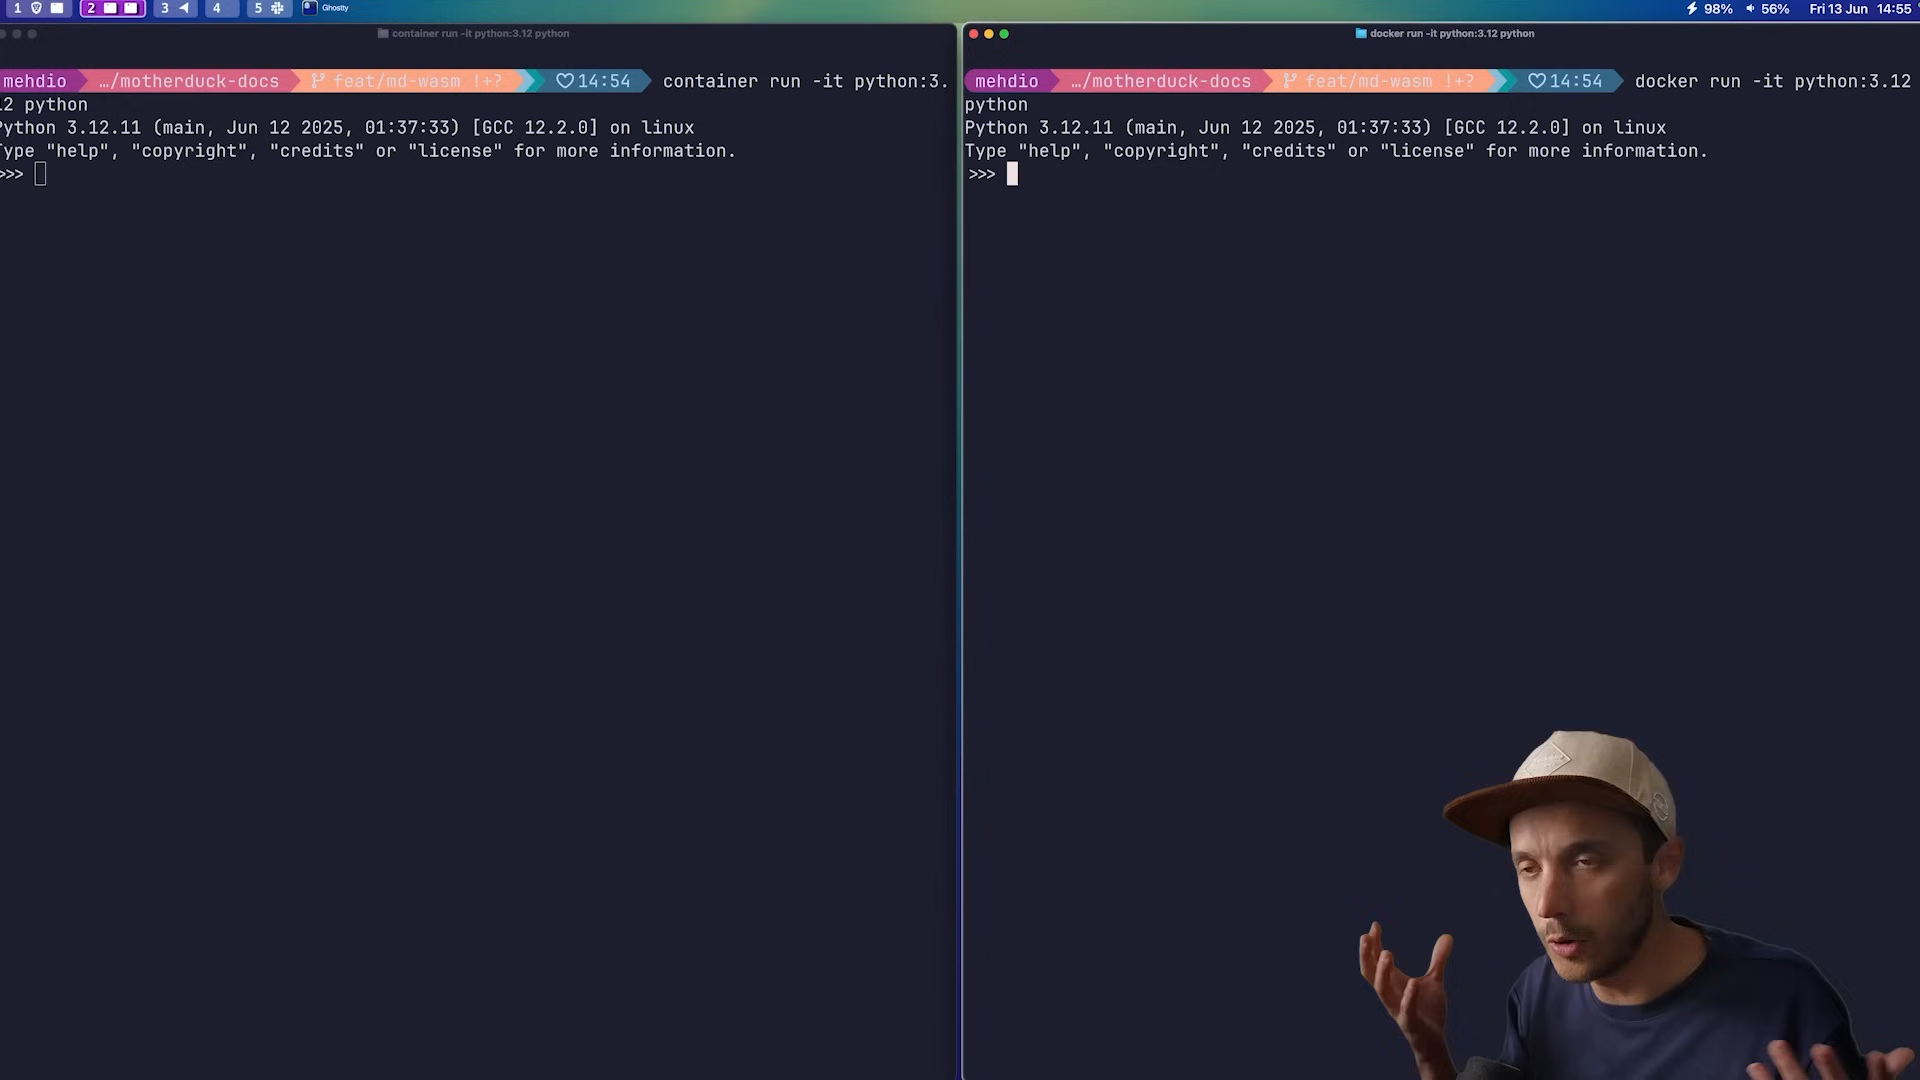 1 2 3 4 5 Ghostty 98% 56% Fri 13 Jun 14:55
container run -it python:3.12 python
mehdio …/motherduck-docs feat/md-wasm !+? 14:54 container run -it python:3.
12 python
Python 3.12.11 (main, Jun 12 2025, 01:37:33) [GCC 12.2.0] on linux
Type "help", "copyright", "credits" or "license" for more information.
>>>
docker run -it python:3.12 python
mehdio …/motherduck-docs feat/md-wasm !+? 14:54 docker run -it python:3.12
python
Python 3.12.11 (main, Jun 12 2025, 01:37:33) [GCC 12.2.0] on linux
Type "help", "copyright", "credits" or "license" for more information.
>>>